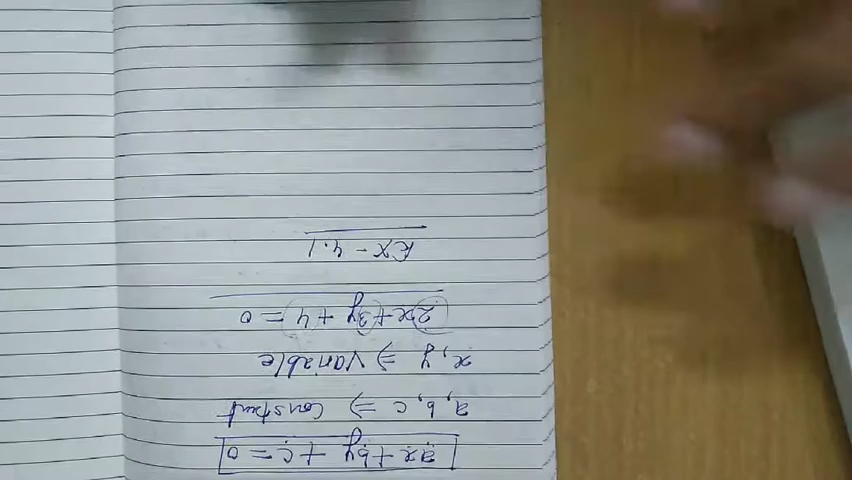 ax+by+c=0
a,b,c ⇒ constant
x,y ⇒ variable
2x+3y+4=0
EX-4.1